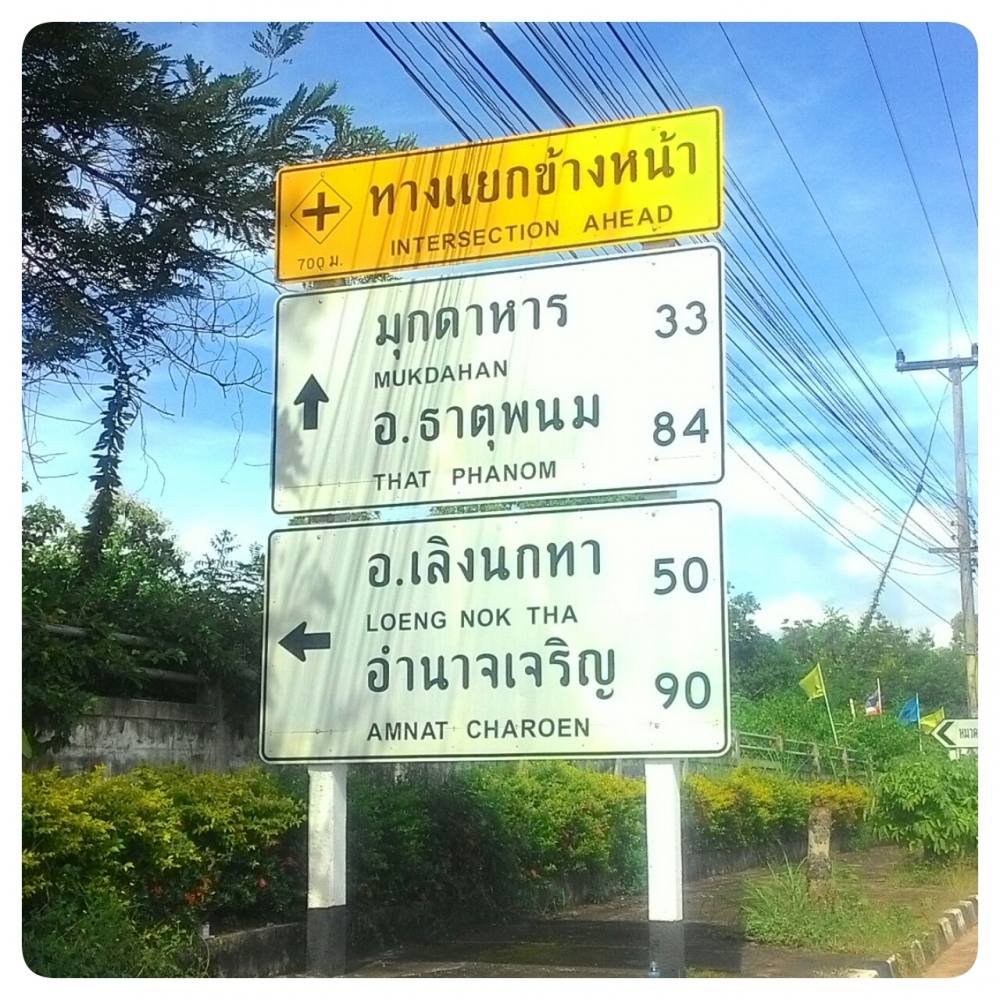 ทางแยกข้างหน้า
INTERSECTION AHEAD
700 ม.
มุกดาหาร 33
MUKDAHAN
อ.ธาตุพนม 84
THAT PHANOM
อ.เลิงนกทา 50
LOENG NOK THA
อำนาจเจริญ 90
AMNAT CHAROEN